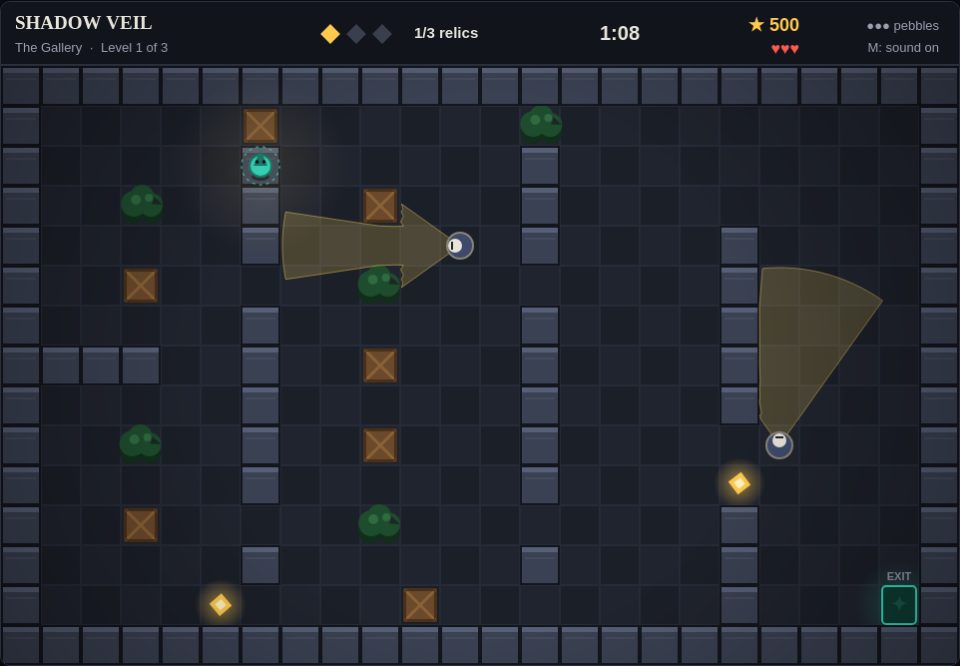 SHADOW VEIL
The Gallery · Level 1 of 3
1/3 relics
1:08
★ 500
♥♥♥
●●● pebbles
M: sound on
EXIT